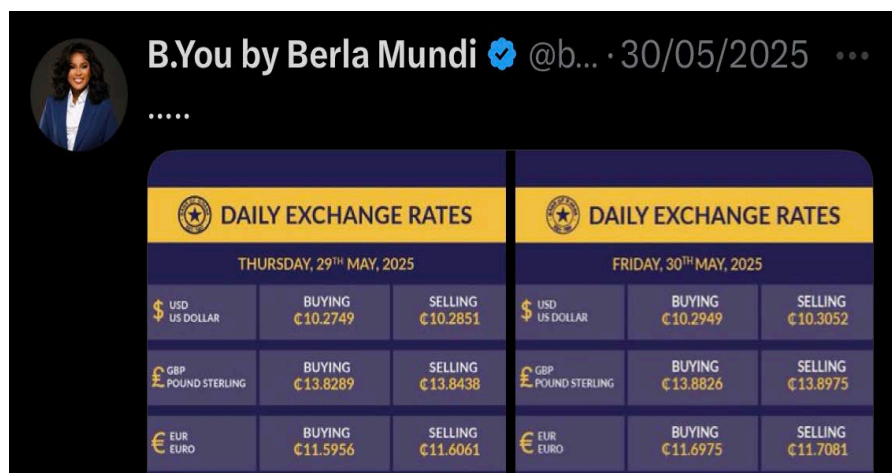 B.You by Berla Mundi @b... · 30/05/2025 ...
.....
DAILY EXCHANGE RATES
THURSDAY, 29TH MAY, 2025
$ USD US DOLLAR BUYING ₵10.2749 SELLING ₵10.2851
£ GBP POUND STERLING BUYING ₵13.8289 SELLING ₵13.8438
€ EUR EURO BUYING ₵11.5956 SELLING ₵11.6061
DAILY EXCHANGE RATES
FRIDAY, 30TH MAY, 2025
$ USD US DOLLAR BUYING ₵10.2949 SELLING ₵10.3052
£ GBP POUND STERLING BUYING ₵13.8826 SELLING ₵13.8975
€ EUR EURO BUYING ₵11.6975 SELLING ₵11.7081